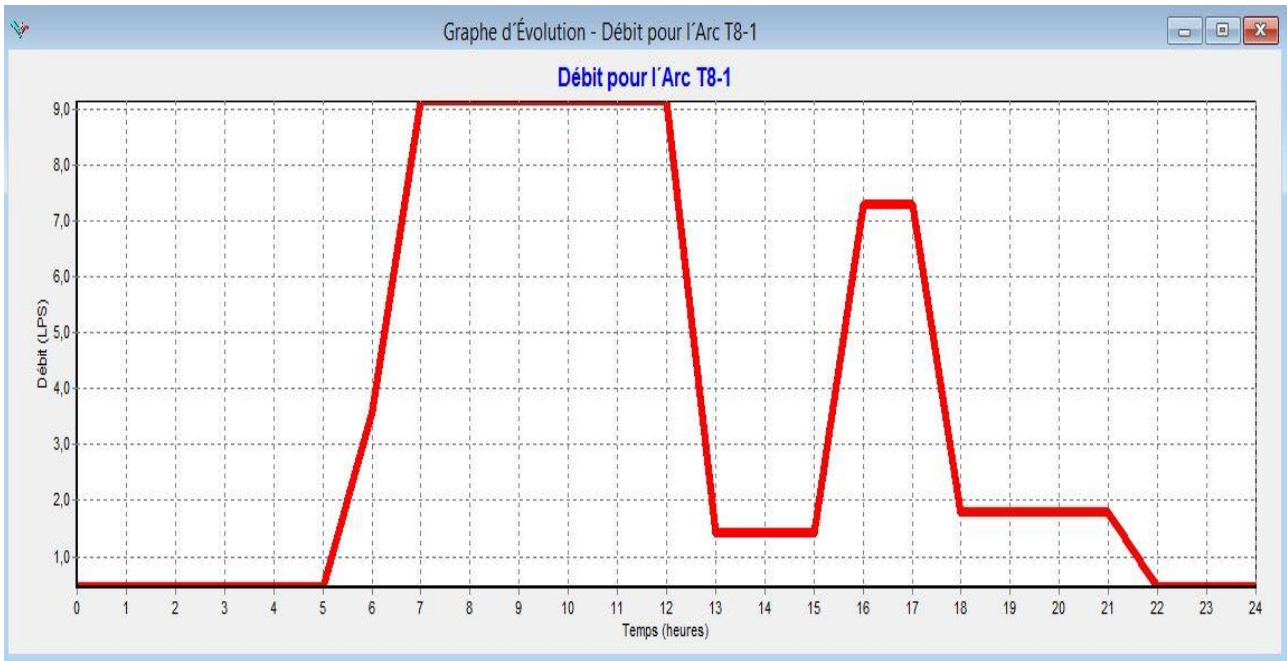 Graphe d´Évolution - Débit pour l´Arc T8-1
Débit pour l´Arc T8-1
9,0
8,0
7,0
6,0
5,0
4,0
3,0
2,0
1,0
Débit (LPS)
0 1 2 3 4 5 6 7 8 9 10 11 12 13 14 15 16 17 18 19 20 21 22 23 24
Temps (heures)